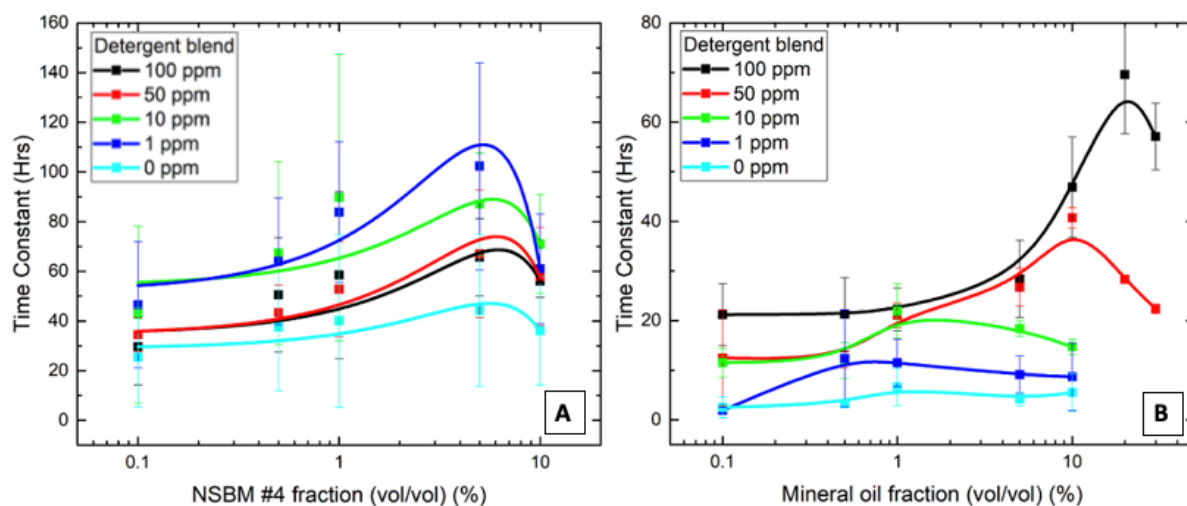 160
140
120
100
80
60
40
20
0
Time Constant (Hrs)
Detergent blend
100 ppm
50 ppm
10 ppm
1 ppm
0 ppm
A
0.1
1
10
NSBM #4 fraction (vol/vol) (%)
80
60
40
20
0
Time Constant (Hrs)
Detergent blend
100 ppm
50 ppm
10 ppm
1 ppm
0 ppm
B
0.1
1
10
Mineral oil fraction (vol/vol) (%)